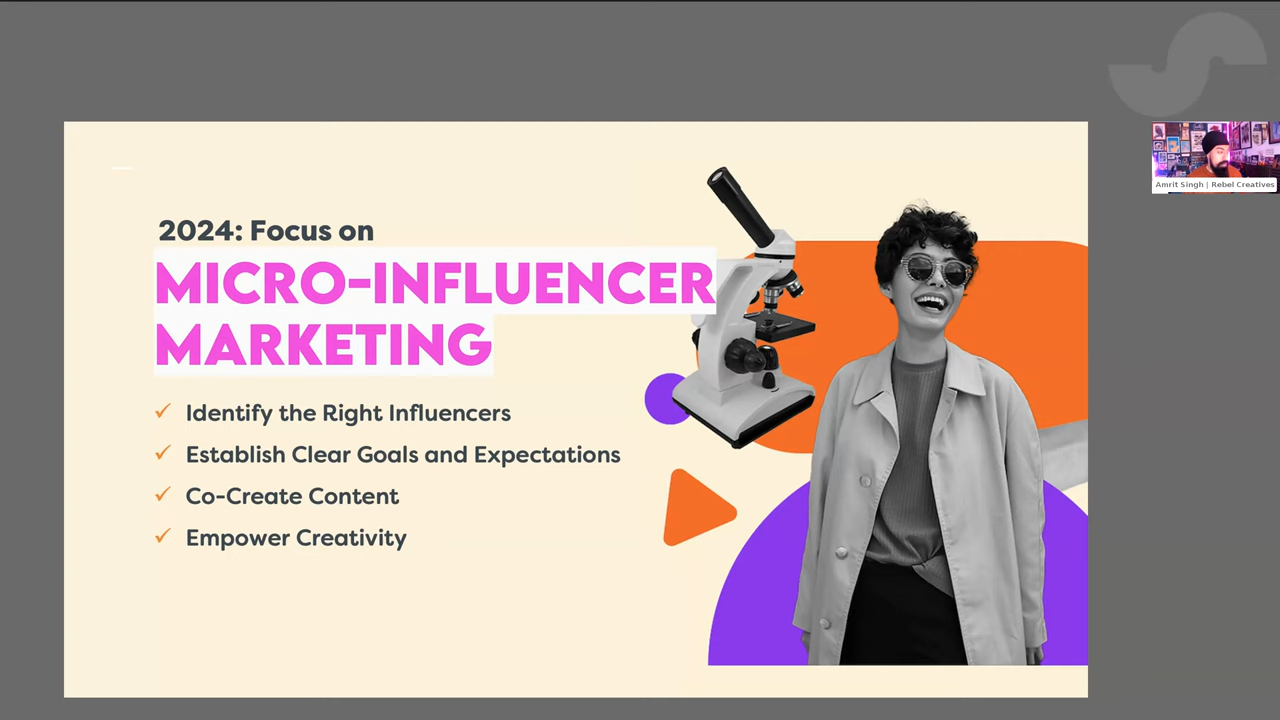 2024: Focus on
MICRO-INFLUENCER
MARKETING
Identify the Right Influencers
Establish Clear Goals and Expectations
Co-Create Content
Empower Creativity
Amrit Singh | Rebel Creatives